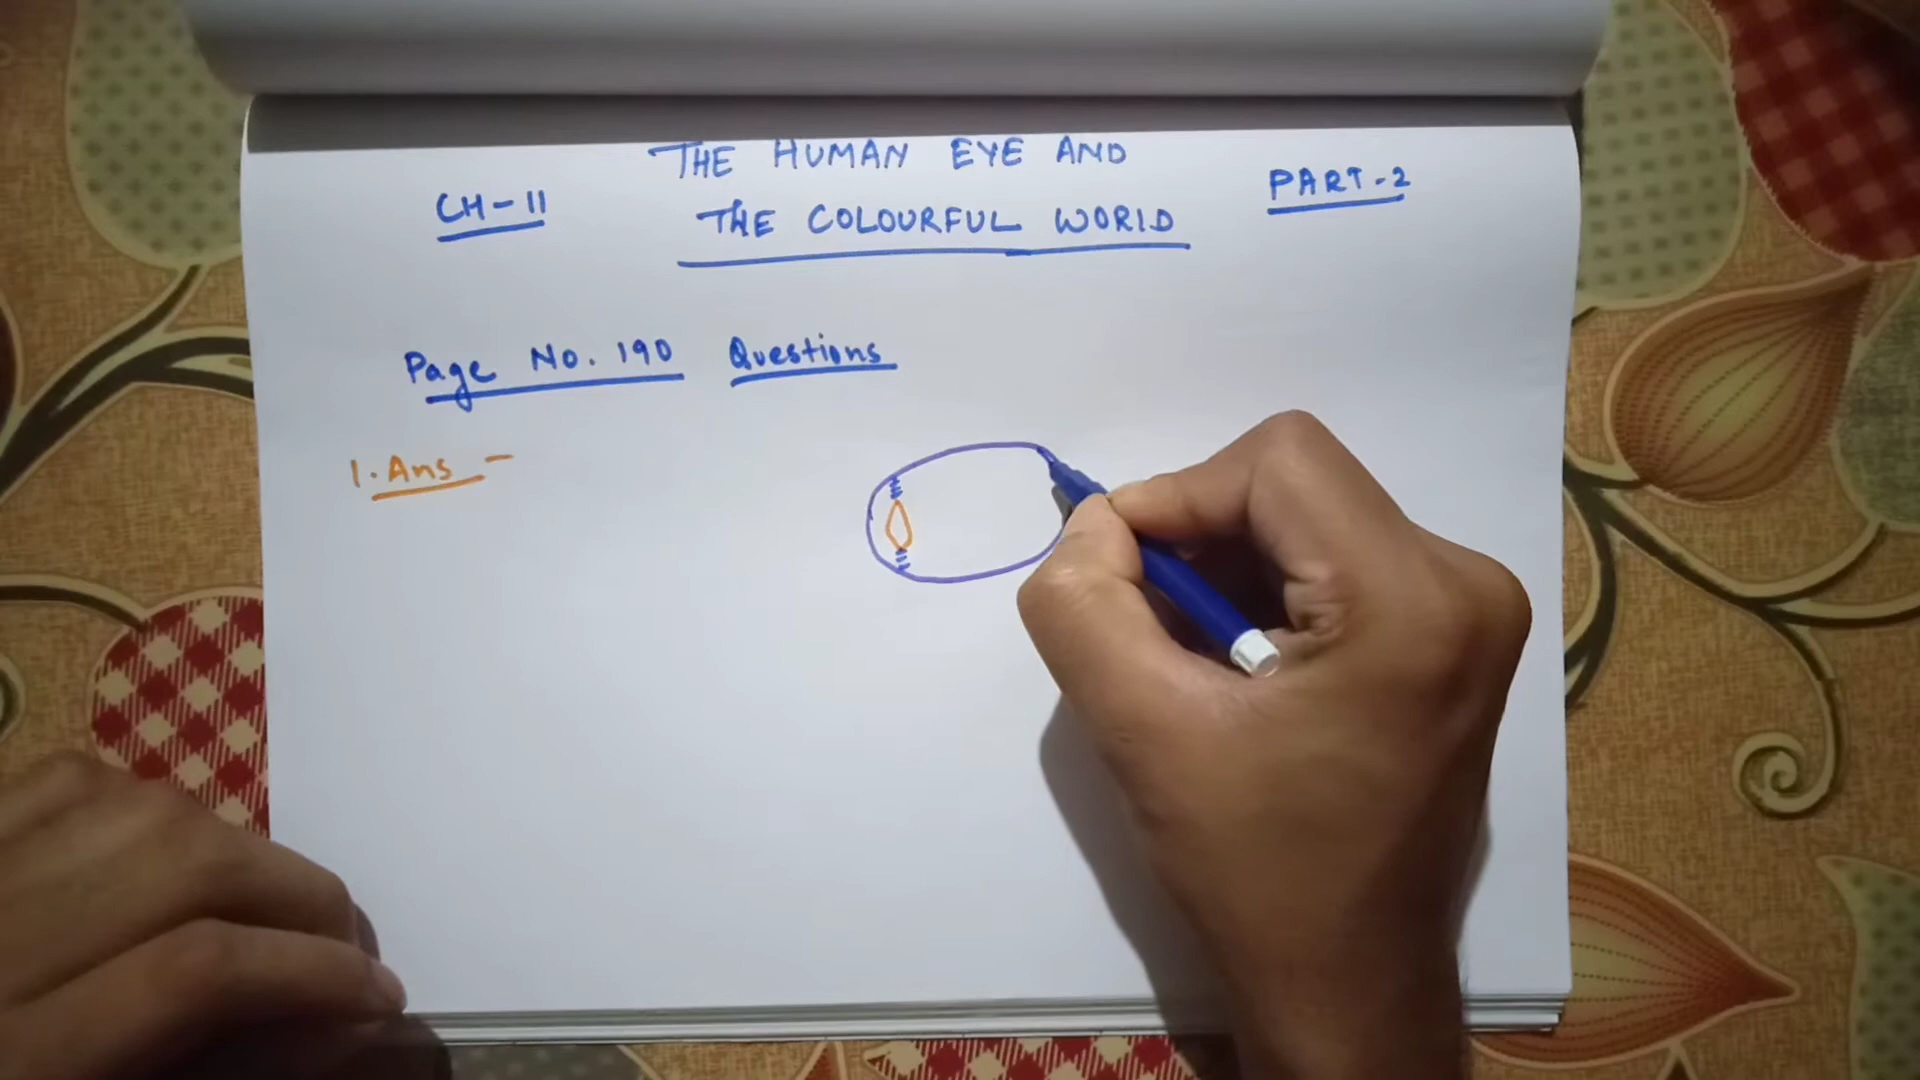 THE HUMAN EYE AND
CH-11
THE COLOURFUL WORLD
PART-2
Page No. 190 Questions
1. Ans -